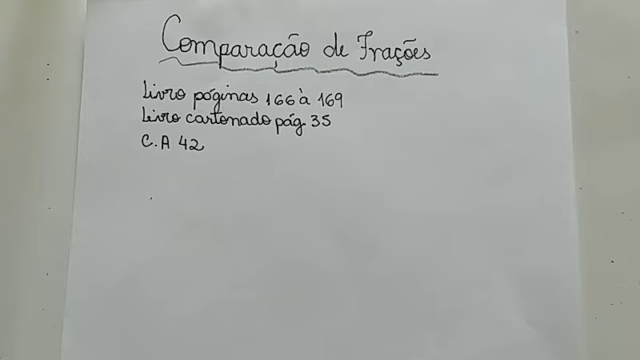 Comparação de Frações
Livro páginas 166 à 169
Livro cartonado pág. 35
C.A 42